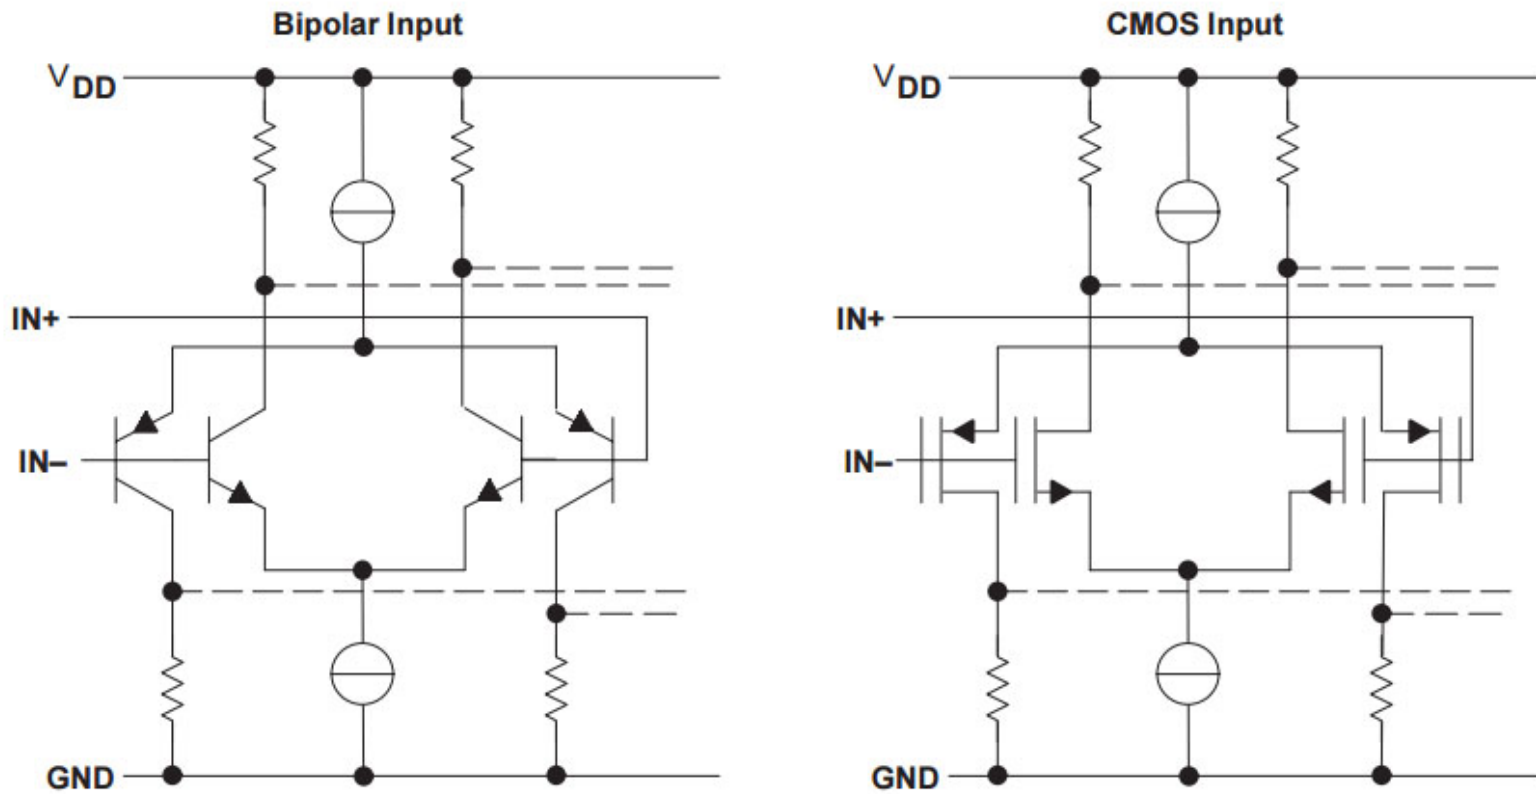 Bipolar Input
CMOS Input
VDD
VDD
IN+
IN+
IN–
IN–
GND
GND